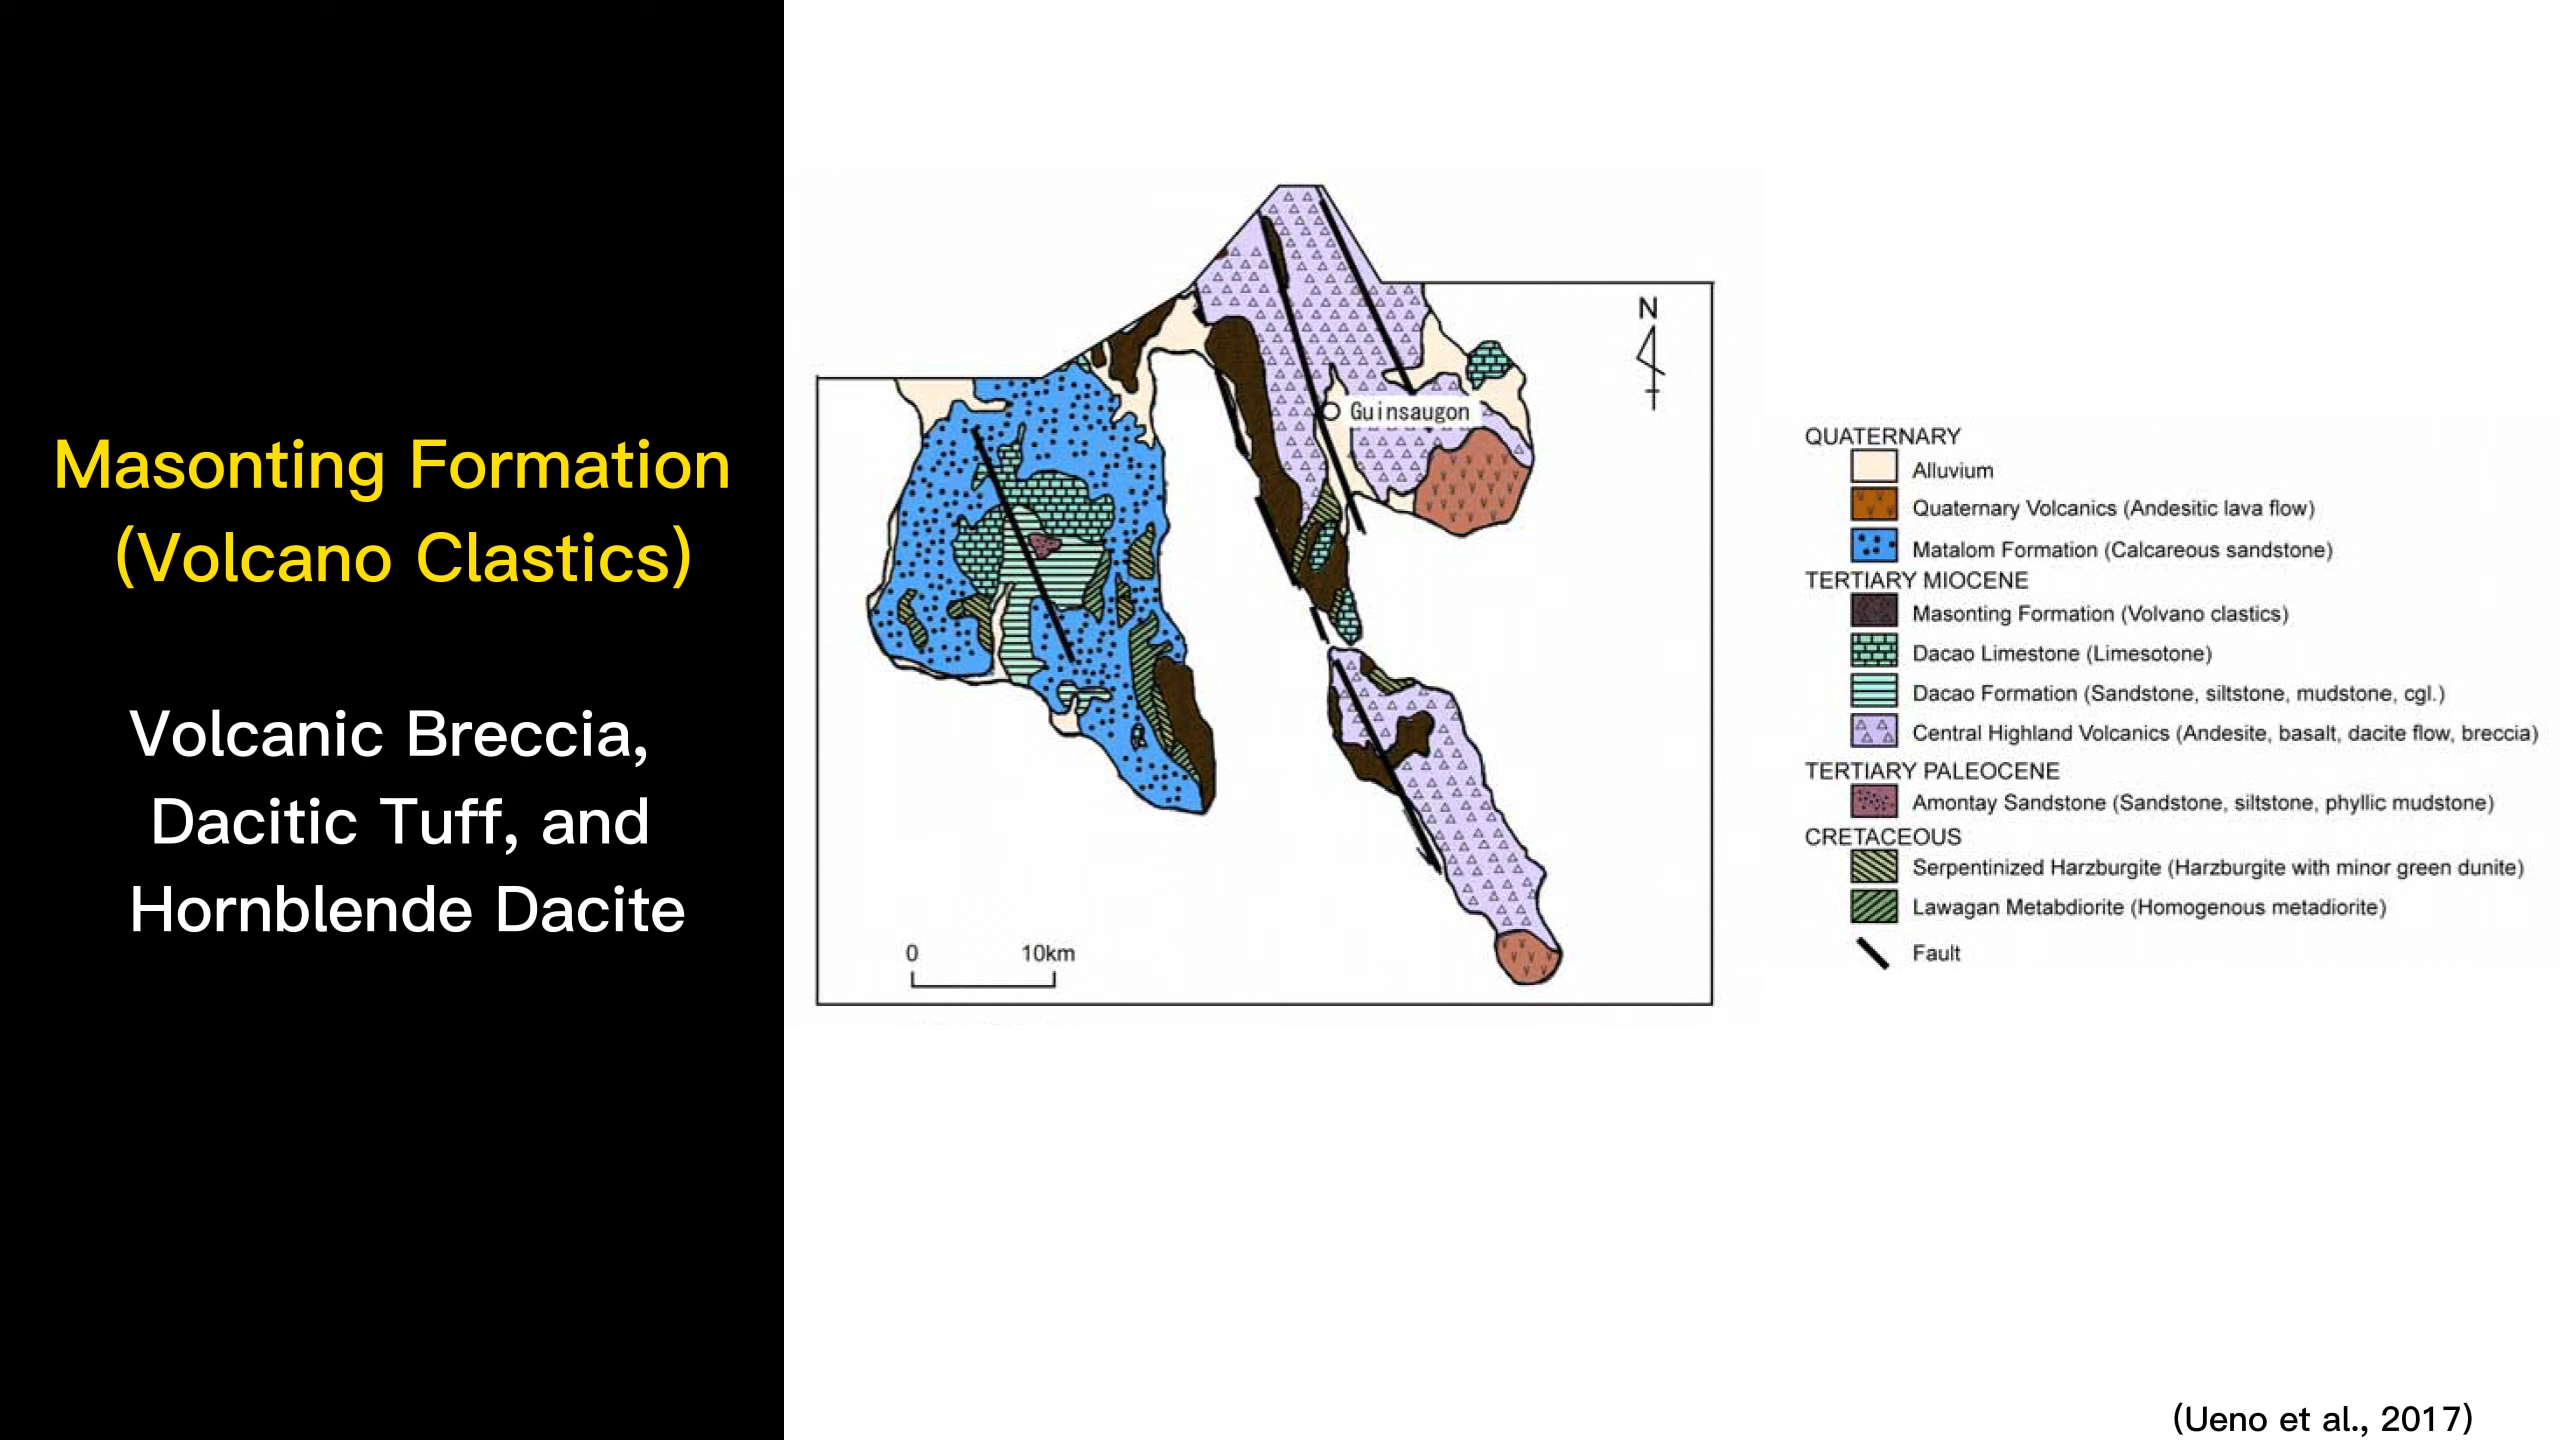 Masonting Formation
(Volcano Clastics)
Volcanic Breccia,
Dacitic Tuff, and
Hornblende Dacite
N
Guinsaugon
0 10km
QUATERNARY
Alluvium
Quaternary Volcanics (Andesitic lava flow)
Matalom Formation (Calcareous sandstone)
TERTIARY MIOCENE
Masonting Formation (Volvano clastics)
Dacao Limestone (Limesotone)
Dacao Formation (Sandstone, siltstone, mudstone, cgl.)
Central Highland Volcanics (Andesite, basalt, dacite flow, breccia)
TERTIARY PALEOCENE
Amontay Sandstone (Sandstone, siltstone, phyllic mudstone)
CRETACEOUS
Serpentinized Harzburgite (Harzburgite with minor green dunite)
Lawagan Metabdiorite (Homogenous metadiorite)
Fault
(Ueno et al., 2017)